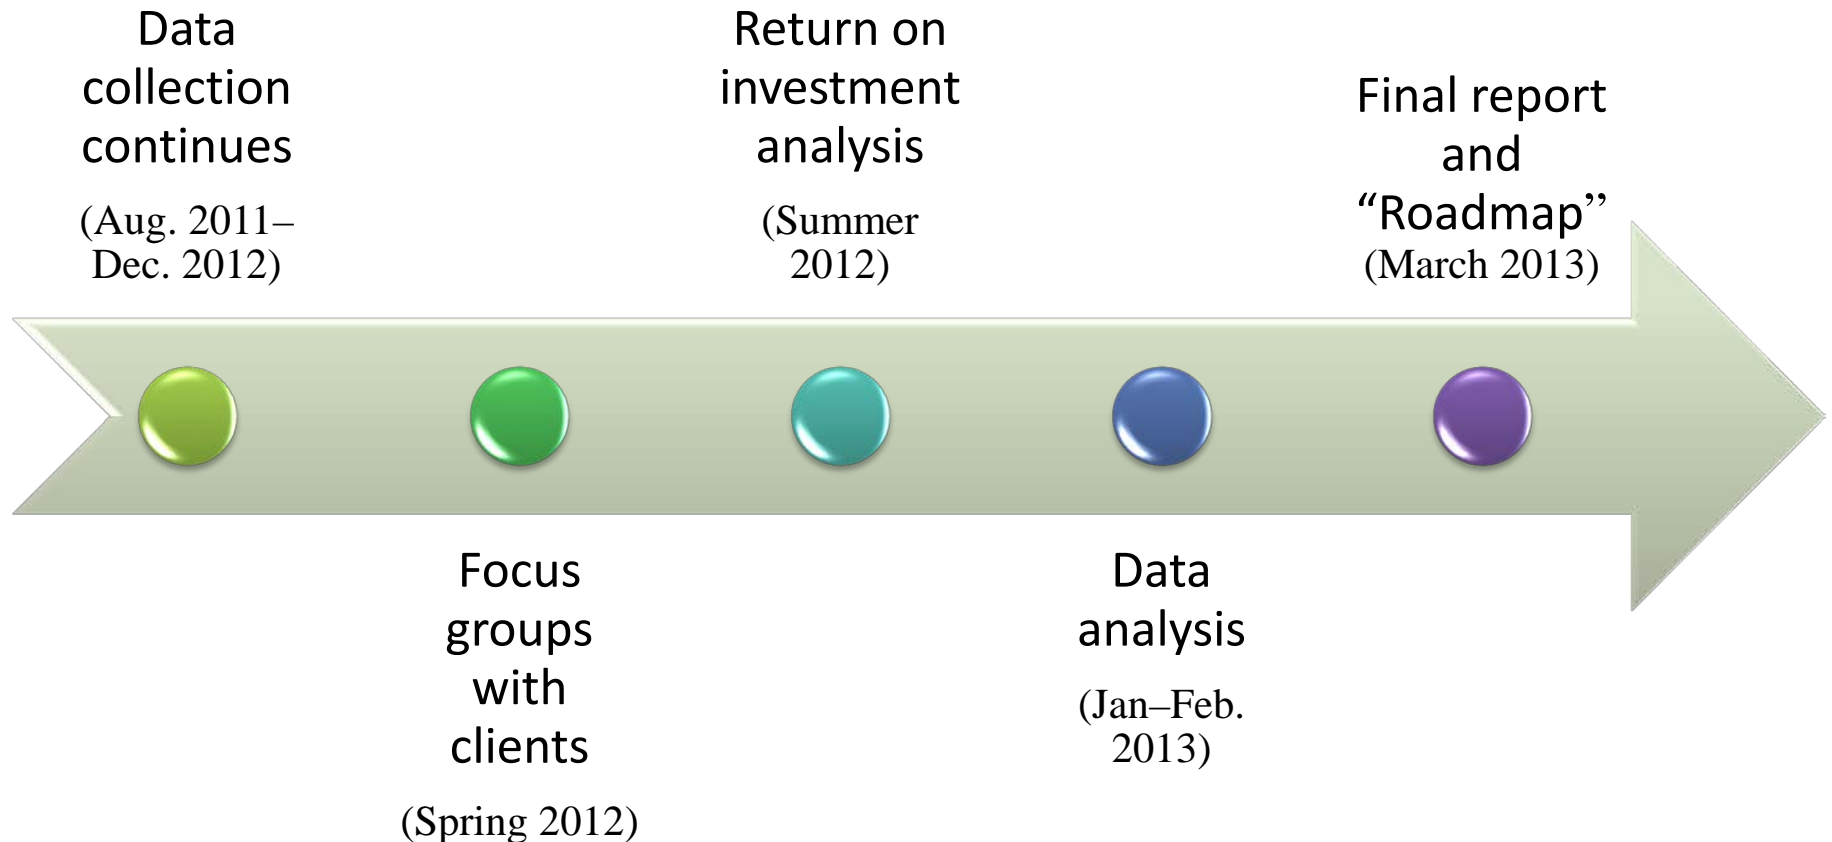 Data
collection
continues
(Aug. 2011–
Dec. 2012)
Focus
groups
with
clients
(Spring 2012)
Return on
investment
analysis
(Summer
2012)
Data
analysis
(Jan–Feb.
2013)
Final report
and
“Roadmap”
(March 2013)